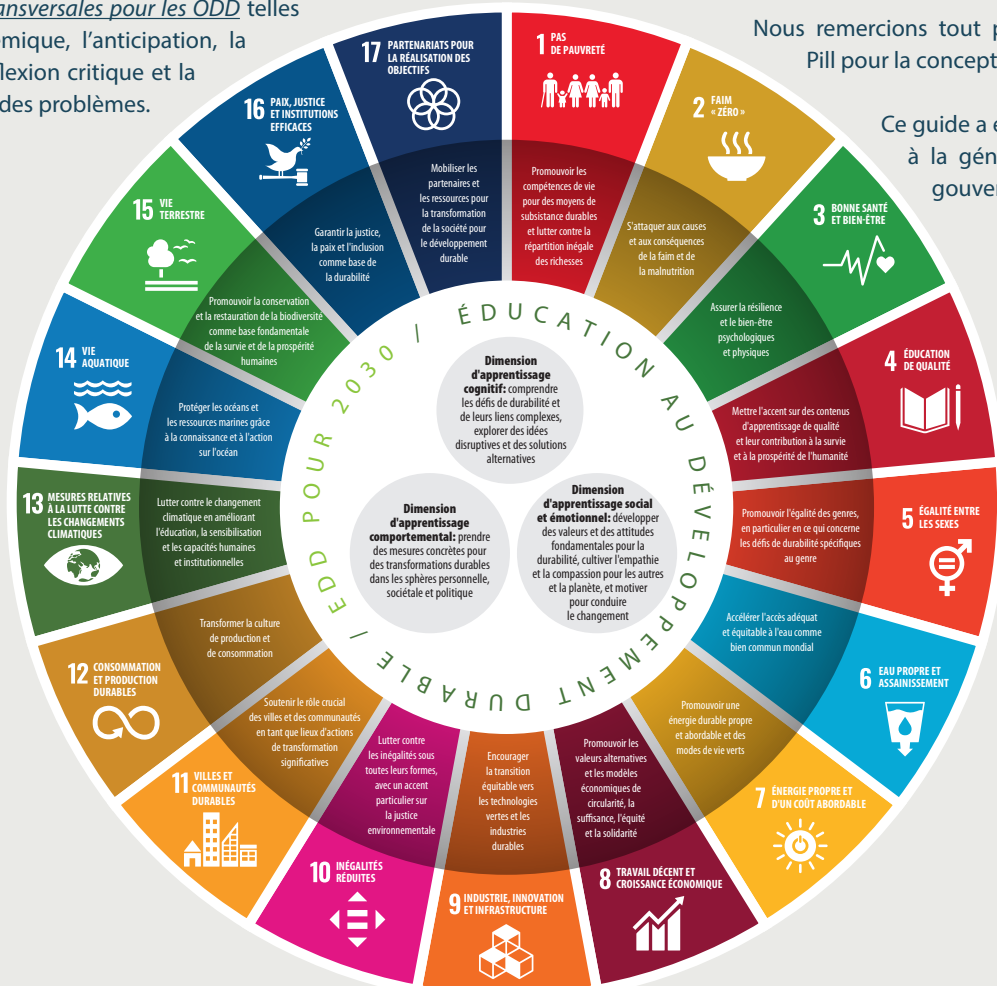 ansversales pour les ODD telles
émique, l'anticipation, la
flexion critique et la
des problèmes.
Nous remercions tout p
Pill pour la concept
Ce guide a é
à la gén
gouver
1 PAS
DE PAUVRETÉ
Promouvoir les
compétences de vie
pour des moyens de
subsistance durables
et lutter contre la
répartition inégale
des richesses
2 FAIM
« ZÉRO »
S'attaquer aux causes
et aux conséquences
de la faim et de
la malnutrition
3 BONNE SANTÉ
ET BIEN-ÊTRE
Assurer la résilience
et le bien-être
psychologiques
et physiques
4 ÉDUCATION
DE QUALITÉ
Mettre l'accent sur des contenus
d'apprentissage de qualité
et leur contribution à la survie
et à la prospérité de l'humanité
5 ÉGALITÉ ENTRE
LES SEXES
Promouvoir l'égalité des genres,
en particulier en ce qui concerne
les défis de durabilité spécifiques
au genre
6 EAU PROPRE ET
ASSAINISSEMENT
Accélérer l'accès adéquat
et équitable à l'eau comme
bien commun mondial
7 ÉNERGIE PROPRE ET
D'UN COÛT ABORDABLE
Promouvoir une
énergie durable propre
et abordable et des
modes de vie verts
8 TRAVAIL DÉCENT ET
CROISSANCE ÉCONOMIQUE
Promouvoir les
valeurs alternatives
et les modèles
économiques de
circularité, la
suffisance, l'équité
et la solidarité
9 INDUSTRIE, INNOVATION
ET INFRASTRUCTURE
Encourager
la transition
équitable vers
les technologies
vertes et les
industries
durables
10 INÉGALITÉS
RÉDUITES
Lutter contre
les inégalités sous
toutes leurs formes,
avec un accent
particulier sur
la justice
environnementale
11 VILLES ET
COMMUNAUTÉS
DURABLES
Soutenir le rôle crucial
des villes et des communautés
en tant que lieux d'actions
de transformation
significatives
12 CONSOMMATION
ET PRODUCTION
DURABLES
Transformer la culture
de production et
de consommation
13 MESURES RELATIVES
À LA LUTTE CONTRE
LES CHANGEMENTS
CLIMATIQUES
Lutter contre le changement
climatique en améliorant
l'éducation, la sensibilisation
et les capacités humaines
et institutionnelles
14 VIE
AQUATIQUE
Protéger les océans et
les ressources marines grâce
à la connaissance et à l'action
sur l'océan
15 VIE
TERRESTRE
Promouvoir la conservation
et la restauration de la biodiversité
comme base fondamentale
de la survie et de la prospérité
humaines
16 PAIX, JUSTICE
ET INSTITUTIONS
EFFICACES
Garantir la justice,
la paix et l'inclusion
comme base de
la durabilité
17 PARTENARIATS POUR
LA RÉALISATION DES
OBJECTIFS
Mobiliser les
partenaires et
les ressources pour
la transformation
de la société pour
le développement
durable
EDD POUR 2030 / ÉDUCATION AU DÉVELOPPEMENT DURABLE /
Dimension
d'apprentissage
cognitif: comprendre
les défis de durabilité et
de leurs liens complexes,
explorer des idées
disruptives et des solutions
alternatives
Dimension
d'apprentissage
comportemental: prendre
des mesures concrètes pour
des transformations durables
dans les sphères personnelle,
sociétale et politique
Dimension
d'apprentissage social
et émotionnel: développer
des valeurs et des attitudes
fondamentales pour la
durabilité, cultiver l'empathie
et la compassion pour les autres
et la planète, et motiver
pour conduire
le changement